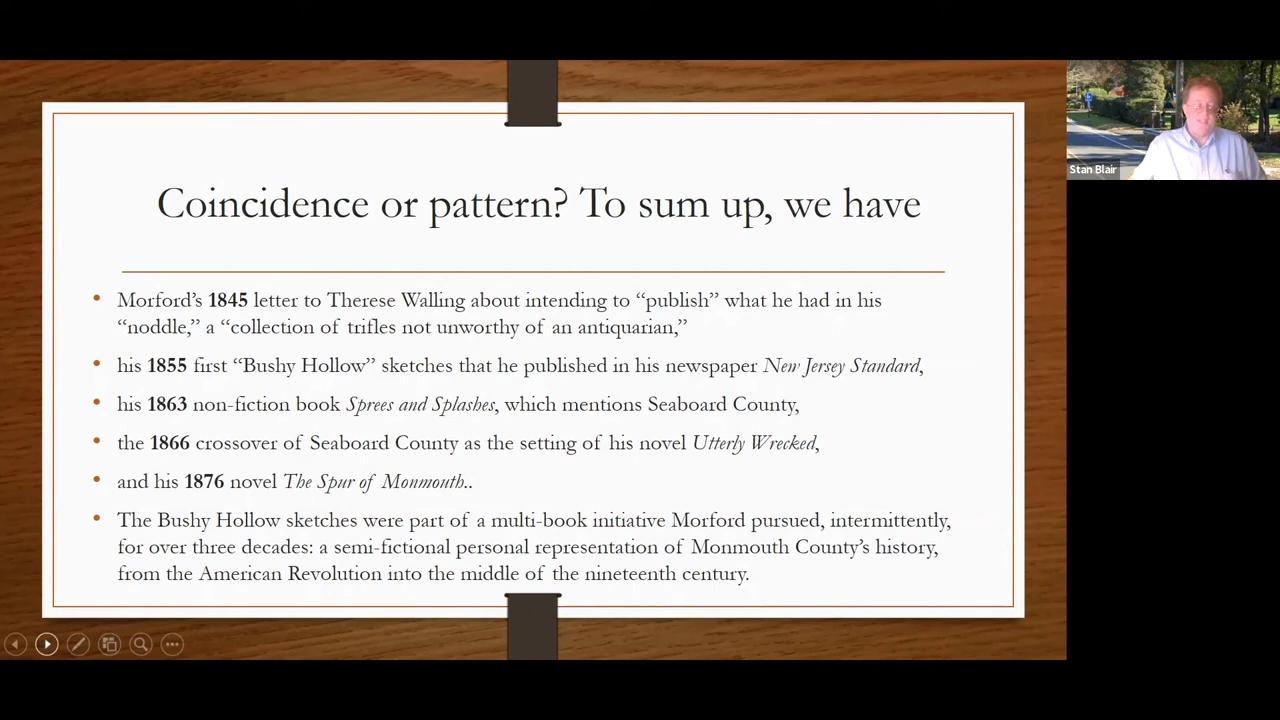 Coincidence or pattern? To sum up, we have
• Morford’s 1845 letter to Therese Walling about intending to “publish” what he had in his
“noddle,” a “collection of trifles not unworthy of an antiquarian,”
• his 1855 first “Bushy Hollow” sketches that he published in his newspaper New Jersey Standard,
• his 1863 non-fiction book Sprees and Splashes, which mentions Seaboard County,
• the 1866 crossover of Seaboard County as the setting of his novel Utterly Wrecked,
• and his 1876 novel The Spur of Monmouth..
• The Bushy Hollow sketches were part of a multi-book initiative Morford pursued, intermittently,
for over three decades: a semi-fictional personal representation of Monmouth County’s history,
from the American Revolution into the middle of the nineteenth century.
Stan Blair